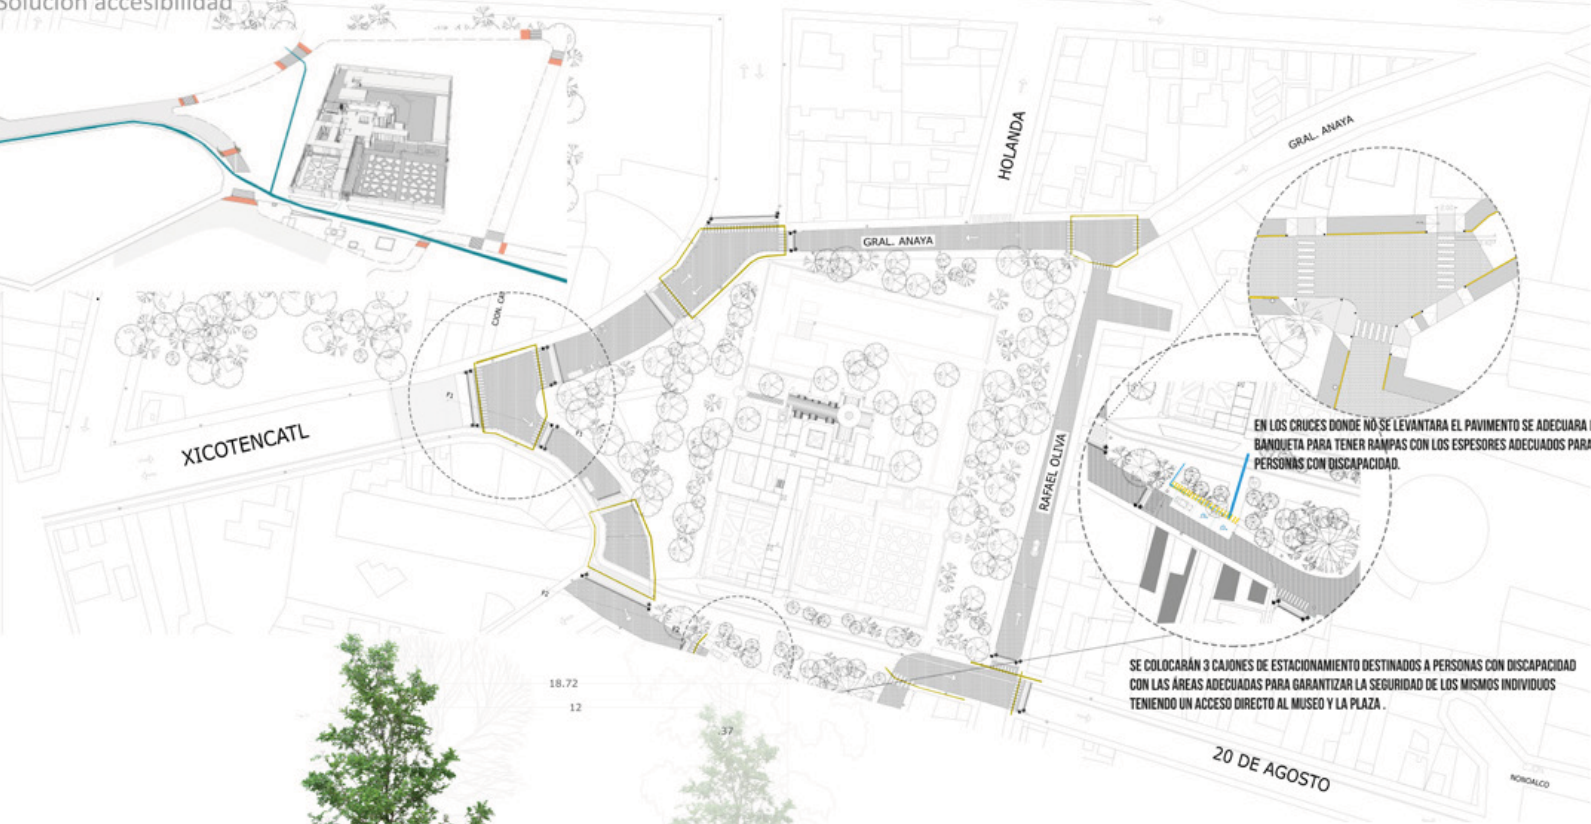 Solución accesibilidad
HOLANDA
GRAL. ANAYA
GRAL. ANAYA
XICOTENCATL
RAFAEL OLIVA
EN LOS CRUCES DONDE NO SE LEVANTARA EL PAVIMENTO SE ADECUARA
BANQUETA PARA TENER RAMPAS CON LOS ESPESORES ADECUADOS PARA
PERSONAS CON DISCAPACIDAD.
SE COLOCARÁN 3 CAJONES DE ESTACIONAMIENTO DESTINADOS A PERSONAS CON DISCAPACIDAD
CON LAS ÁREAS ADECUADAS PARA GARANTIZAR LA SEGURIDAD DE LOS MISMOS INDIVIDUOS
TENIENDO UN ACCESO DIRECTO AL MUSEO Y LA PLAZA .
18.72
12
.37
20 DE AGOSTO
NONOALCO